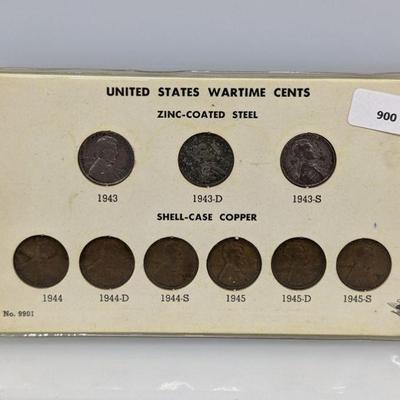 UNITED STATES WARTIME CENTS
ZINC-COATED STEEL
900
1943 1943-D 1943-S
SHELL-CASE COPPER
1944 1944-D 1944-S 1945 1945-D 1945-S
No. 9901